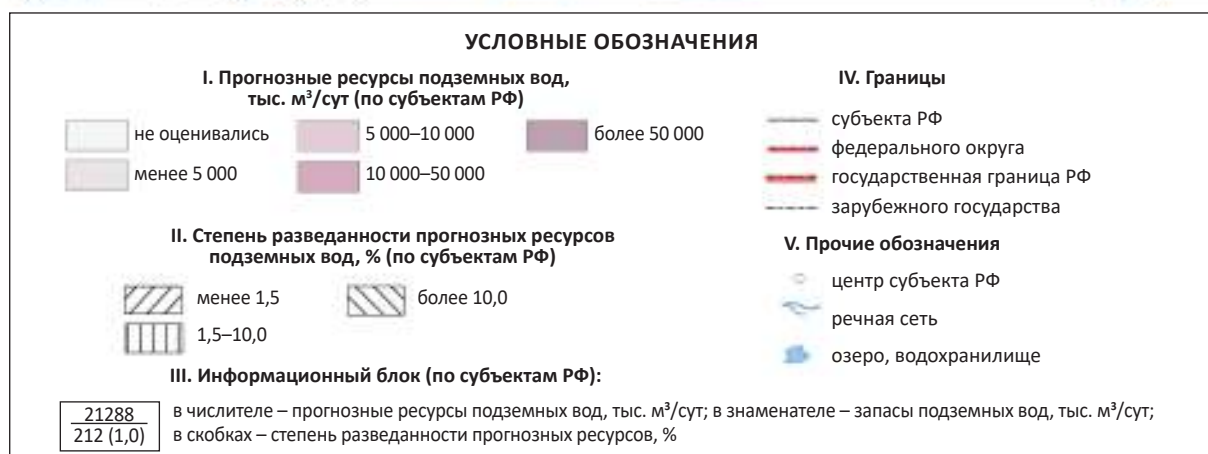 УСЛОВНЫЕ ОБОЗНАЧЕНИЯ
I. Прогнозные ресурсы подземных вод,
тыс. м³/сут (по субъектам РФ)
не оценивались
5 000–10 000
более 50 000
менее 5 000
10 000–50 000
II. Степень разведанности прогнозных ресурсов
подземных вод, % (по субъектам РФ)
менее 1,5
более 10,0
1,5–10,0
IV. Границы
субъекта РФ
федерального округа
государственная граница РФ
зарубежного государства
V. Прочие обозначения
центр субъекта РФ
речная сеть
озеро, водохранилище
III. Информационный блок (по субъектам РФ):
21288
212 (1,0)
в числителе – прогнозные ресурсы подземных вод, тыс. м³/сут; в знаменателе – запасы подземных вод, тыс. м³/сут;
в скобках – степень разведанности прогнозных ресурсов, %